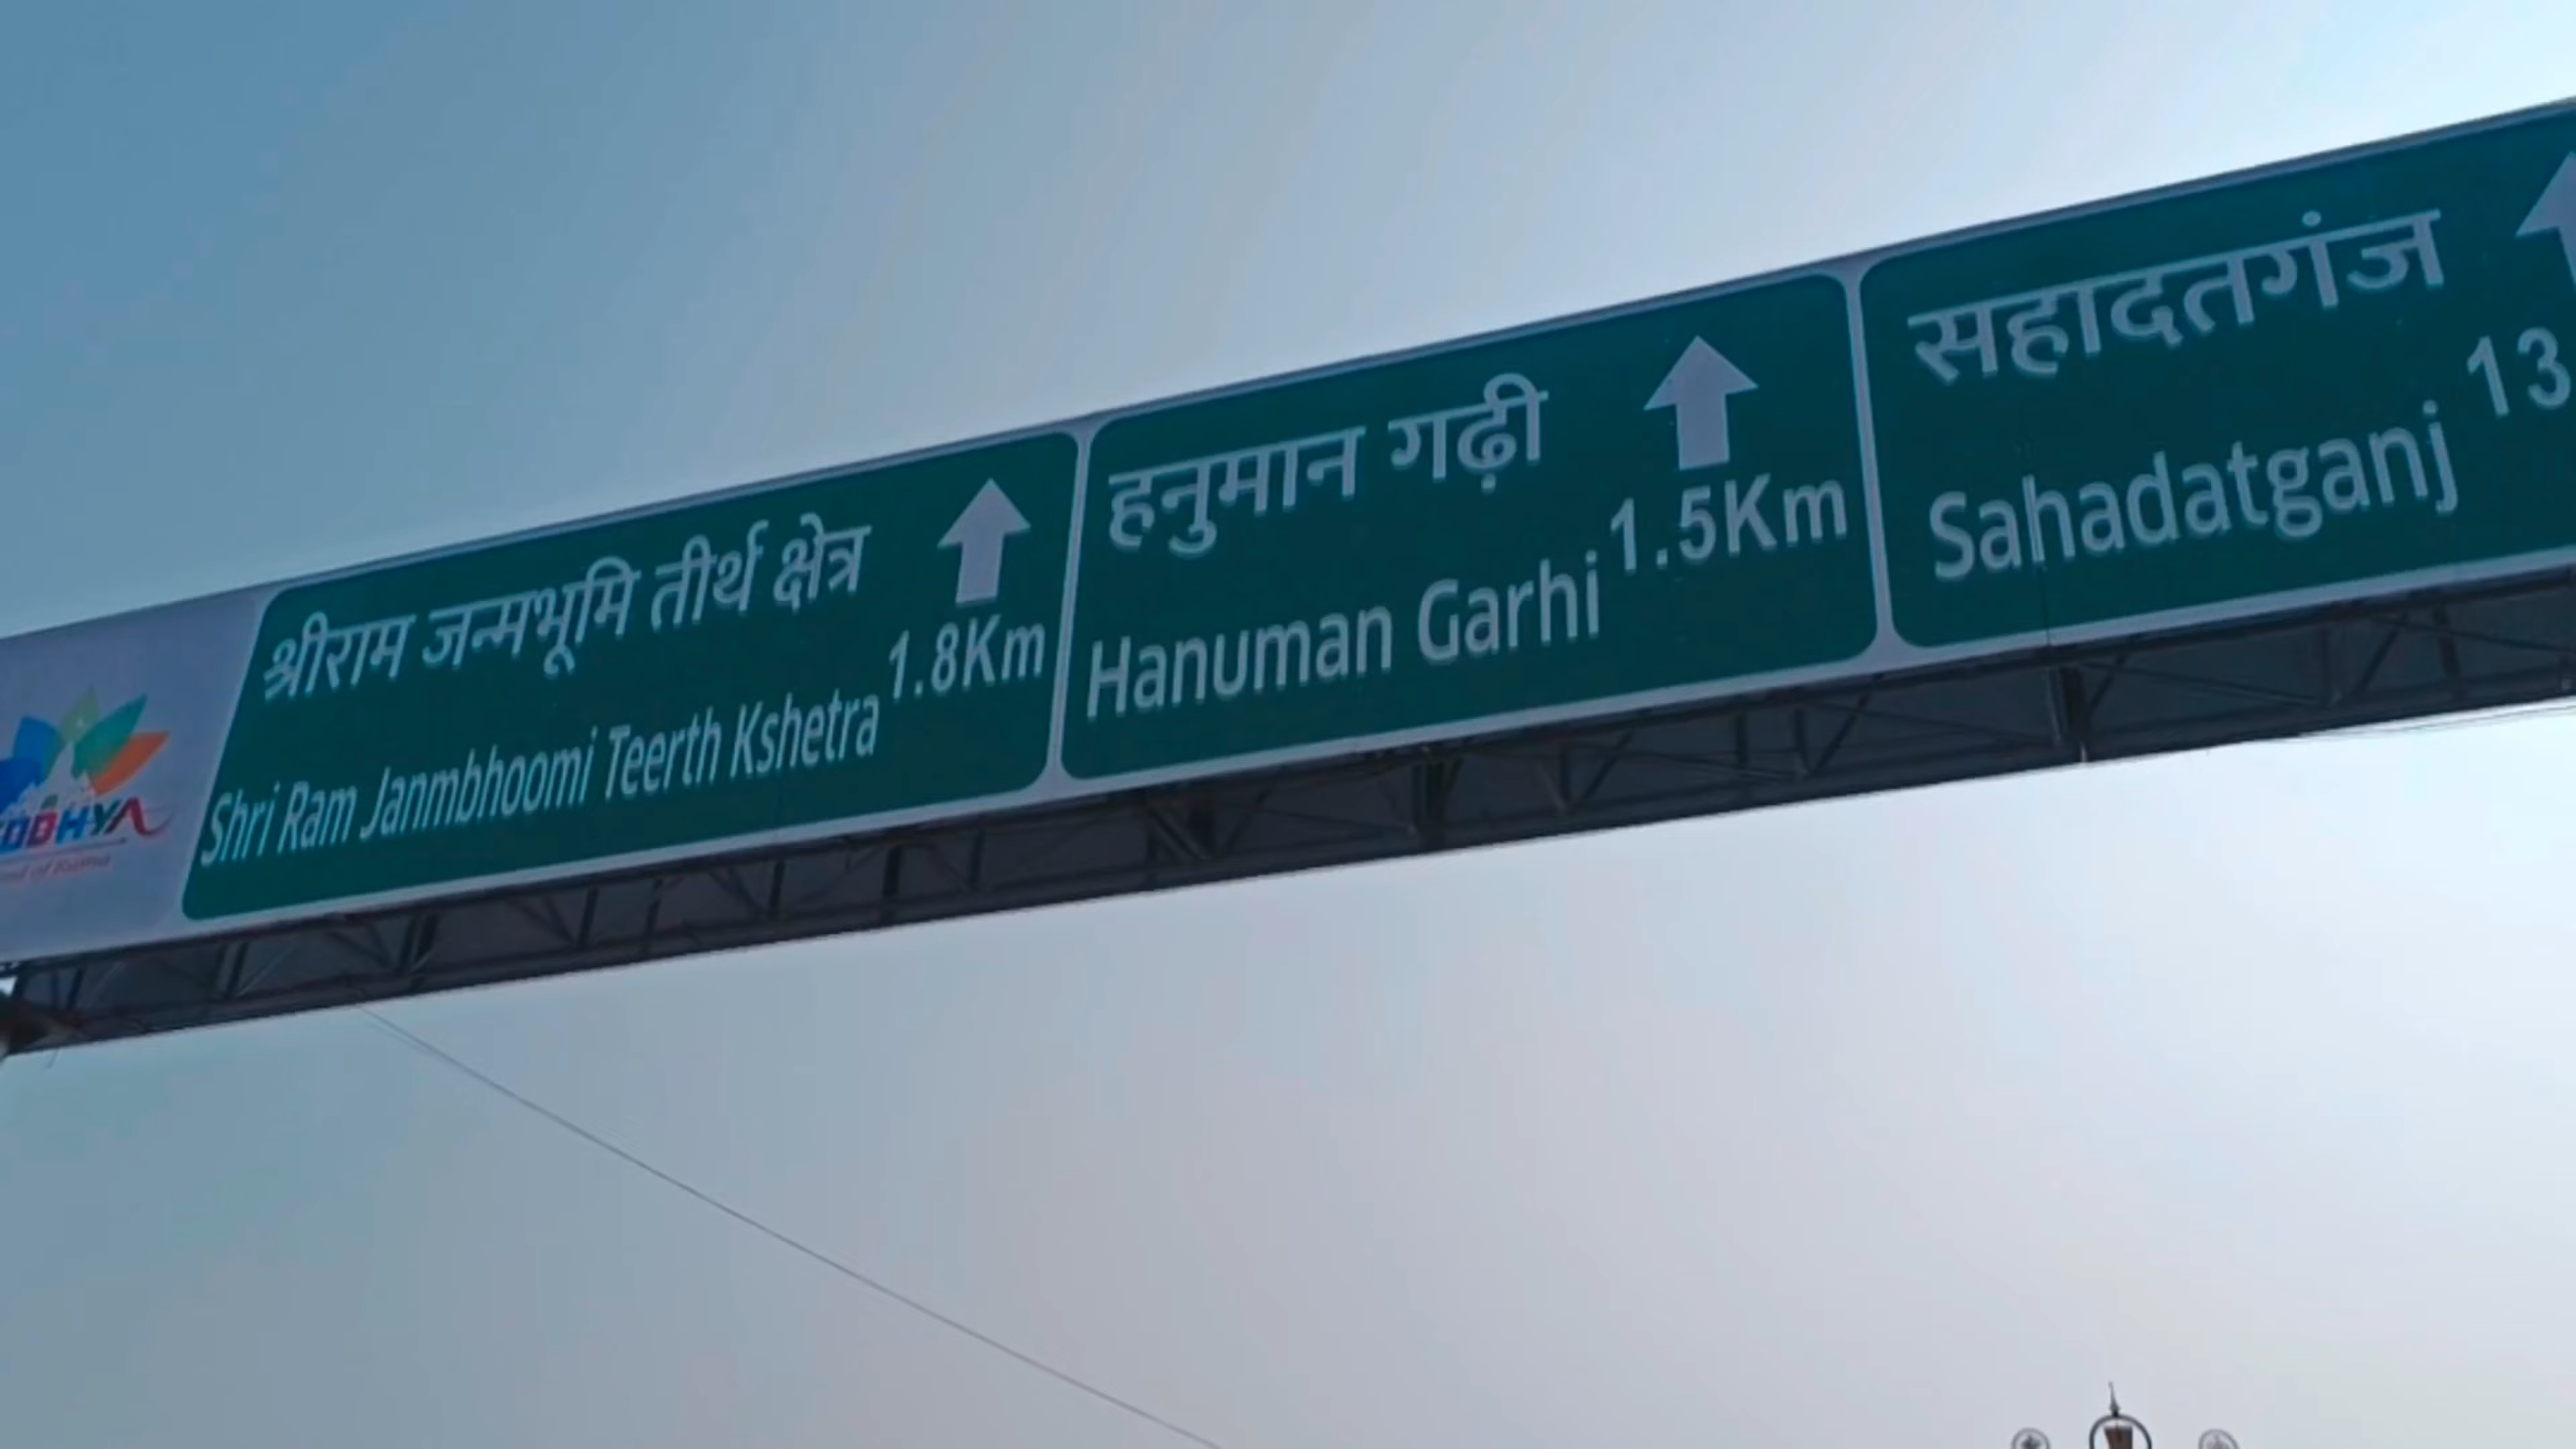 श्रीराम जन्मभूमि तीर्थ क्षेत्र
1.8Km
Shri Ram Janmbhoomi Teerth Kshetra
हनुमान गढ़ी
1.5Km
Hanuman Garhi
सहादतगंज
13
Sahadatganj